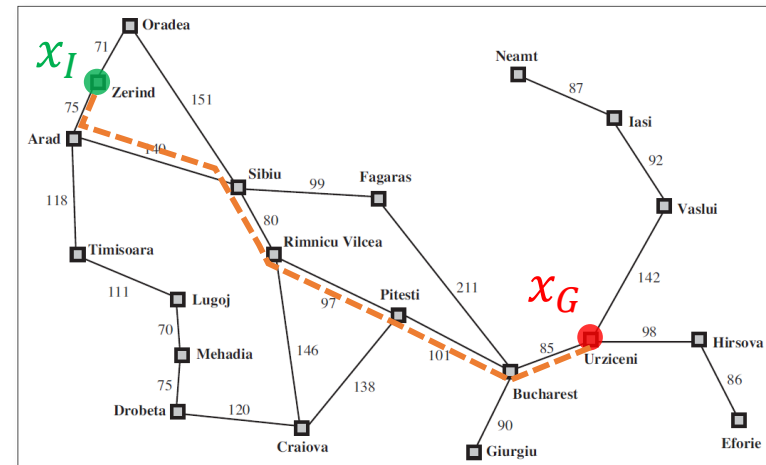 Oradea
71
x_I
Zerind
Neamt
87
75
151
Iasi
Arad
140
92
Sibiu
Fagaras
99
118
80
Vaslui
Rimnicu Vilcea
Timisoara
142
111
211
x_G
Lugoj
97
Pitesti
70
98
Hirsova
146
85
Urziceni
Mehadia
101
75
138
86
Bucharest
Drobeta
120
90
Craiova
Eforie
Giurgiu